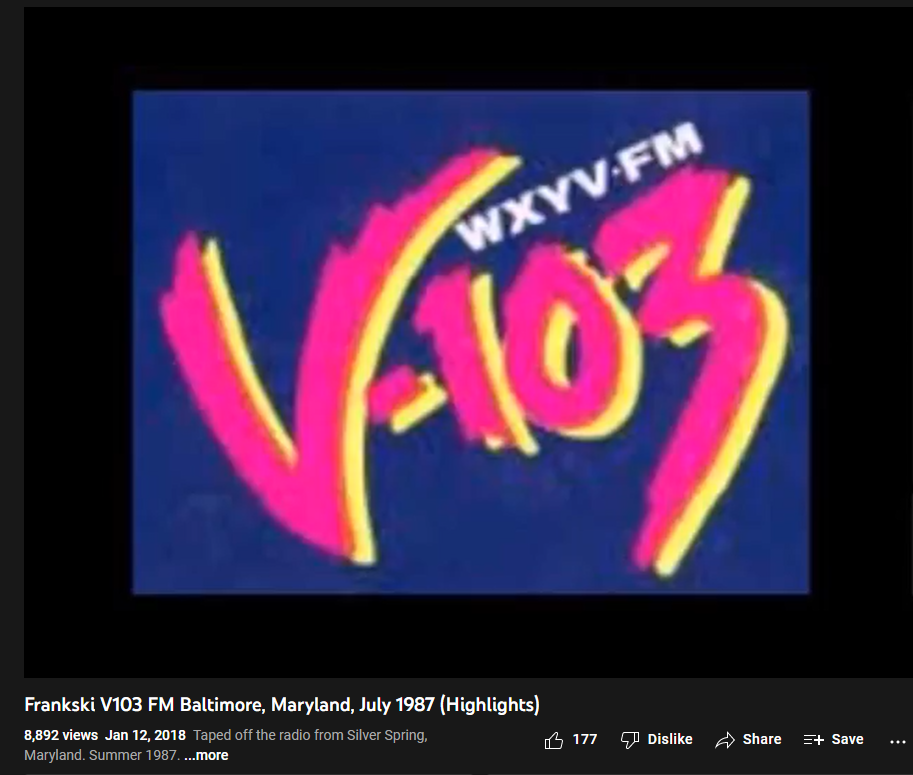 WXYV·FM
V-103
Frankski V103 FM Baltimore, Maryland, July 1987 (Highlights)
8,892 views Jan 12, 2018 Taped off the radio from Silver Spring,
Maryland. Summer 1987. ...more
177 Dislike Share Save ...